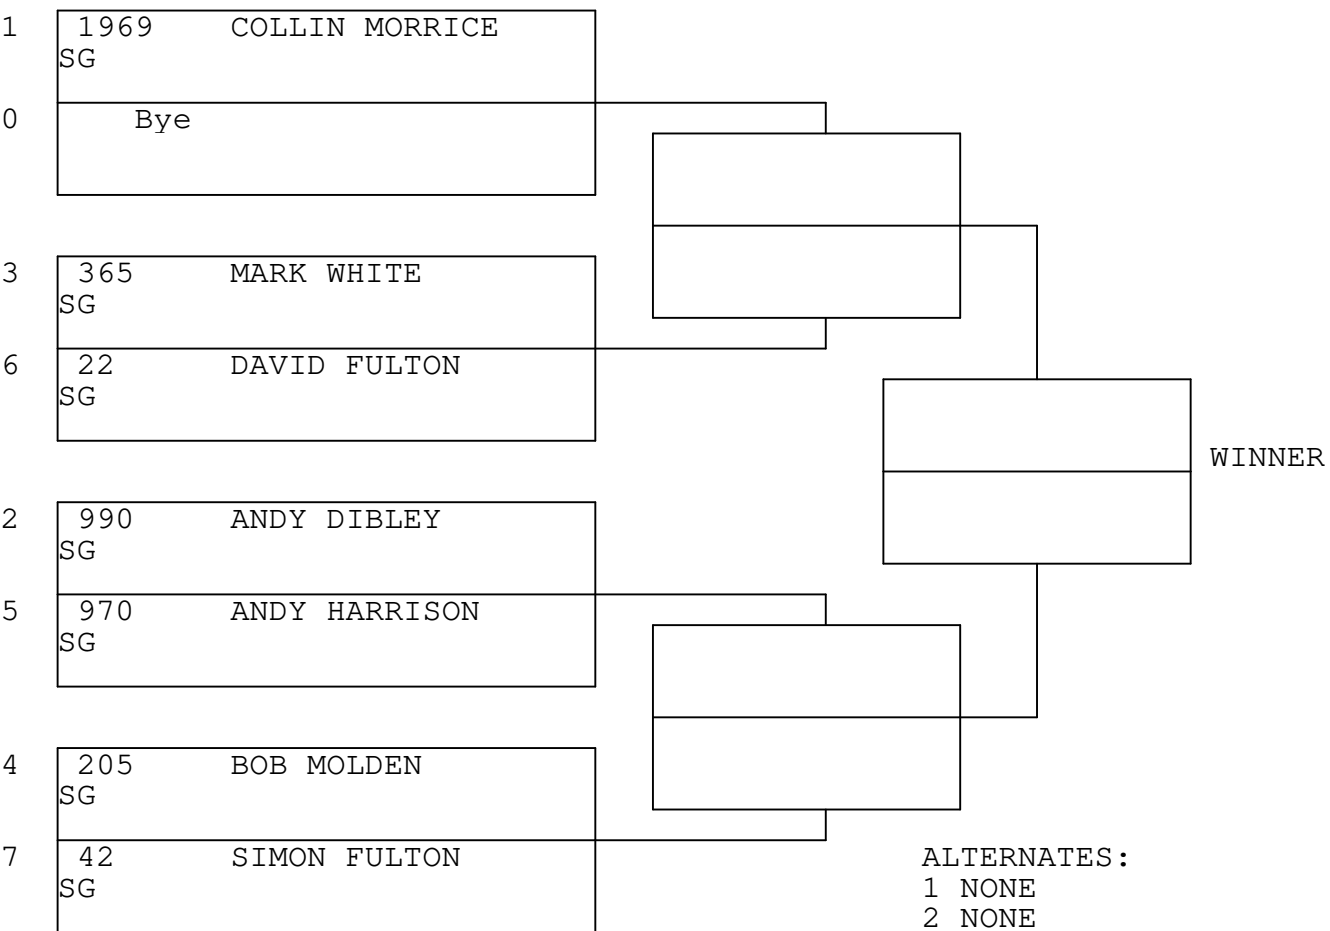 1 1969 COLLIN MORRICE
SG
0 Bye
3 365 MARK WHITE
SG
6 22 DAVID FULTON
SG
WINNER
2 990 ANDY DIBLEY
SG
5 970 ANDY HARRISON
SG
4 205 BOB MOLDEN
SG
7 42 SIMON FULTON
SG
ALTERNATES:
1 NONE
2 NONE